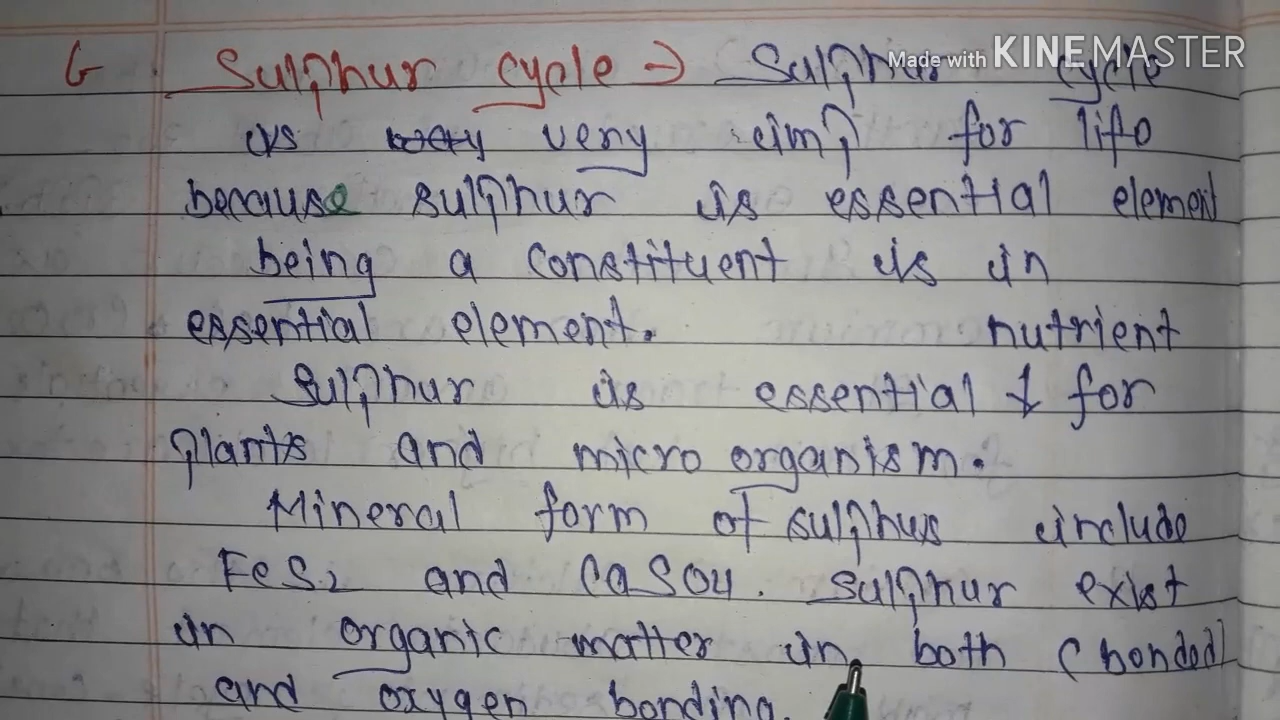 G Sulphur cycle → Sulphur cycle
Made with KINEMASTER
is very very imp for life
because sulphur is essential element
being a constituent is in
essential element. nutrient
Sulphur is essential for
plants and micro organism.
Mineral form of sulphur include
FeS2 and CaSO4. Sulphur exist
in organic matter in both (bonded)
and oxygen bonding.